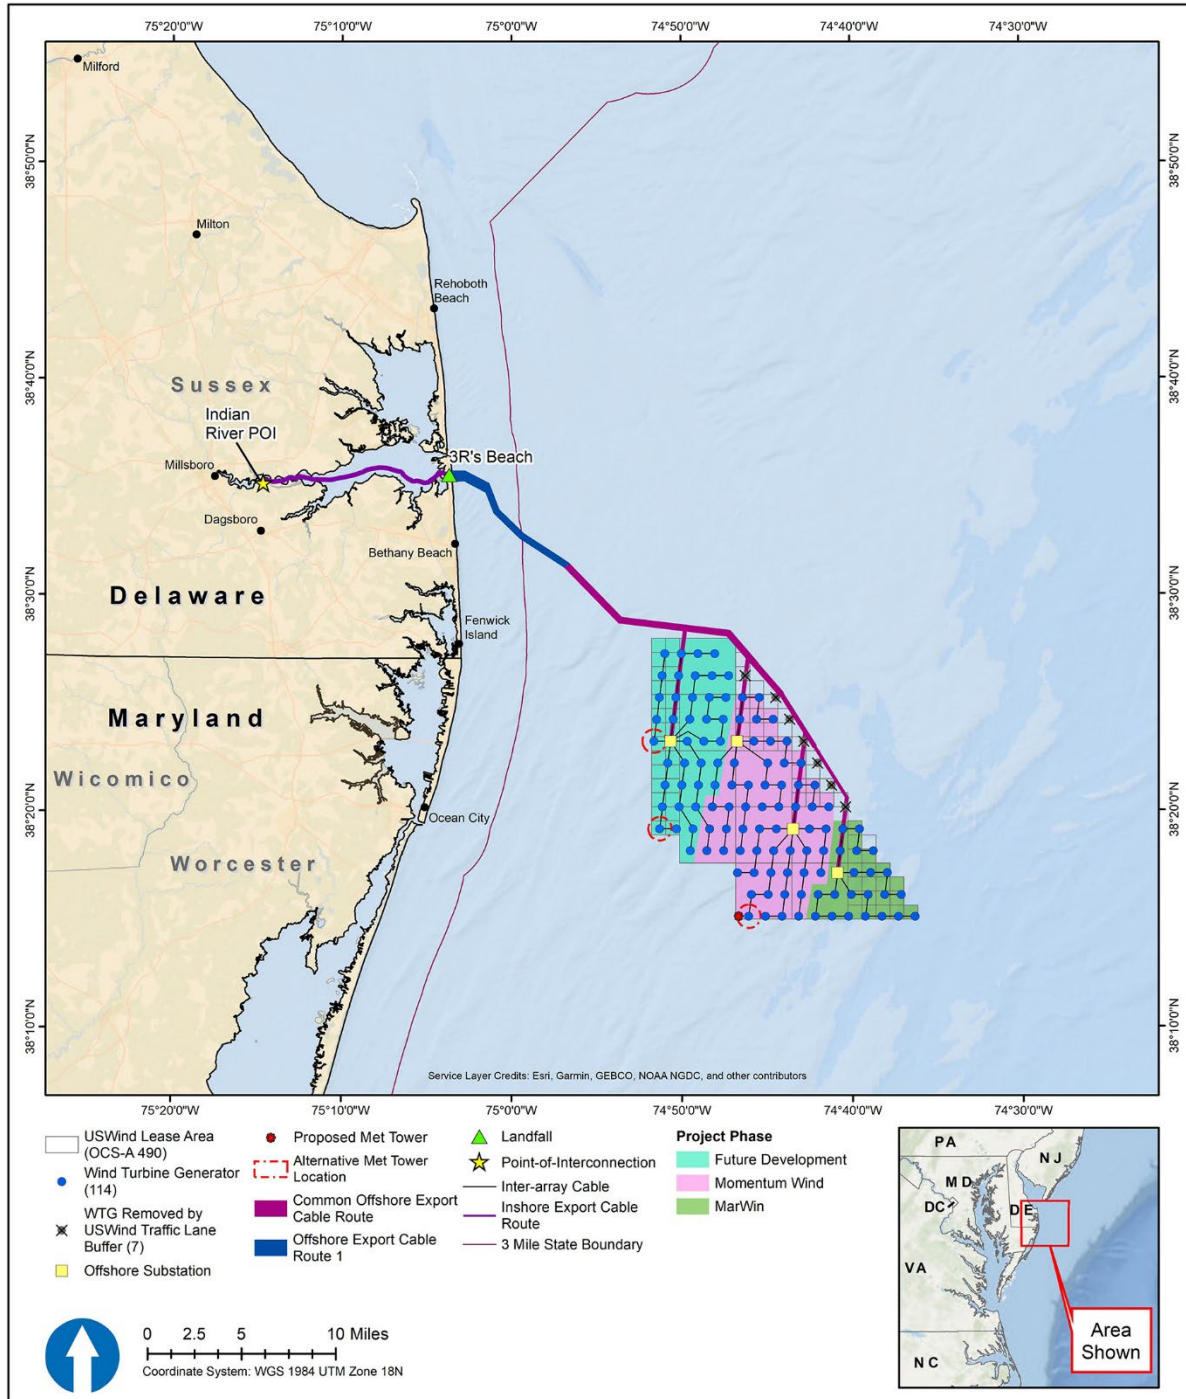 75°20'0"W
75°10'0"W
75°0'0"W
74°50'0"W
74°40'0"W
74°30'0"W
38°50'0"N
38°50'0"N
38°40'0"N
38°40'0"N
38°30'0"N
38°30'0"N
38°20'0"N
38°20'0"N
38°10'0"N
38°10'0"N
Milford
Milton
Rehoboth
Beach
Sussex
Indian
River POI
Millsboro
3R's Beach
Dagsboro
Bethany Beach
Delaware
Fenwick
Island
Maryland
Wicomico
Ocean City
Worcester
Service Layer Credits: Esri, Garmin, GEBCO, NOAA NGDC, and other contributors
75°20'0"W
75°10'0"W
75°0'0"W
74°50'0"W
74°40'0"W
74°30'0"W
USWind Lease Area
(OCS-A 490)
Wind Turbine Generator
(114)
WTG Removed by
USWind Traffic Lane
Buffer (7)
Offshore Substation
Proposed Met Tower
Alternative Met Tower
Location
Common Offshore Export
Cable Route
Offshore Export Cable
Route 1
Landfall
Point-of-Interconnection
Inter-array Cable
Inshore Export Cable
Route
3 Mile State Boundary
Project Phase
Future Development
Momentum Wind
MarWin
0 2.5 5 10 Miles
Coordinate System: WGS 1984 UTM Zone 18N
PA
NJ
MD
DC
DE
VA
NC
Area
Shown